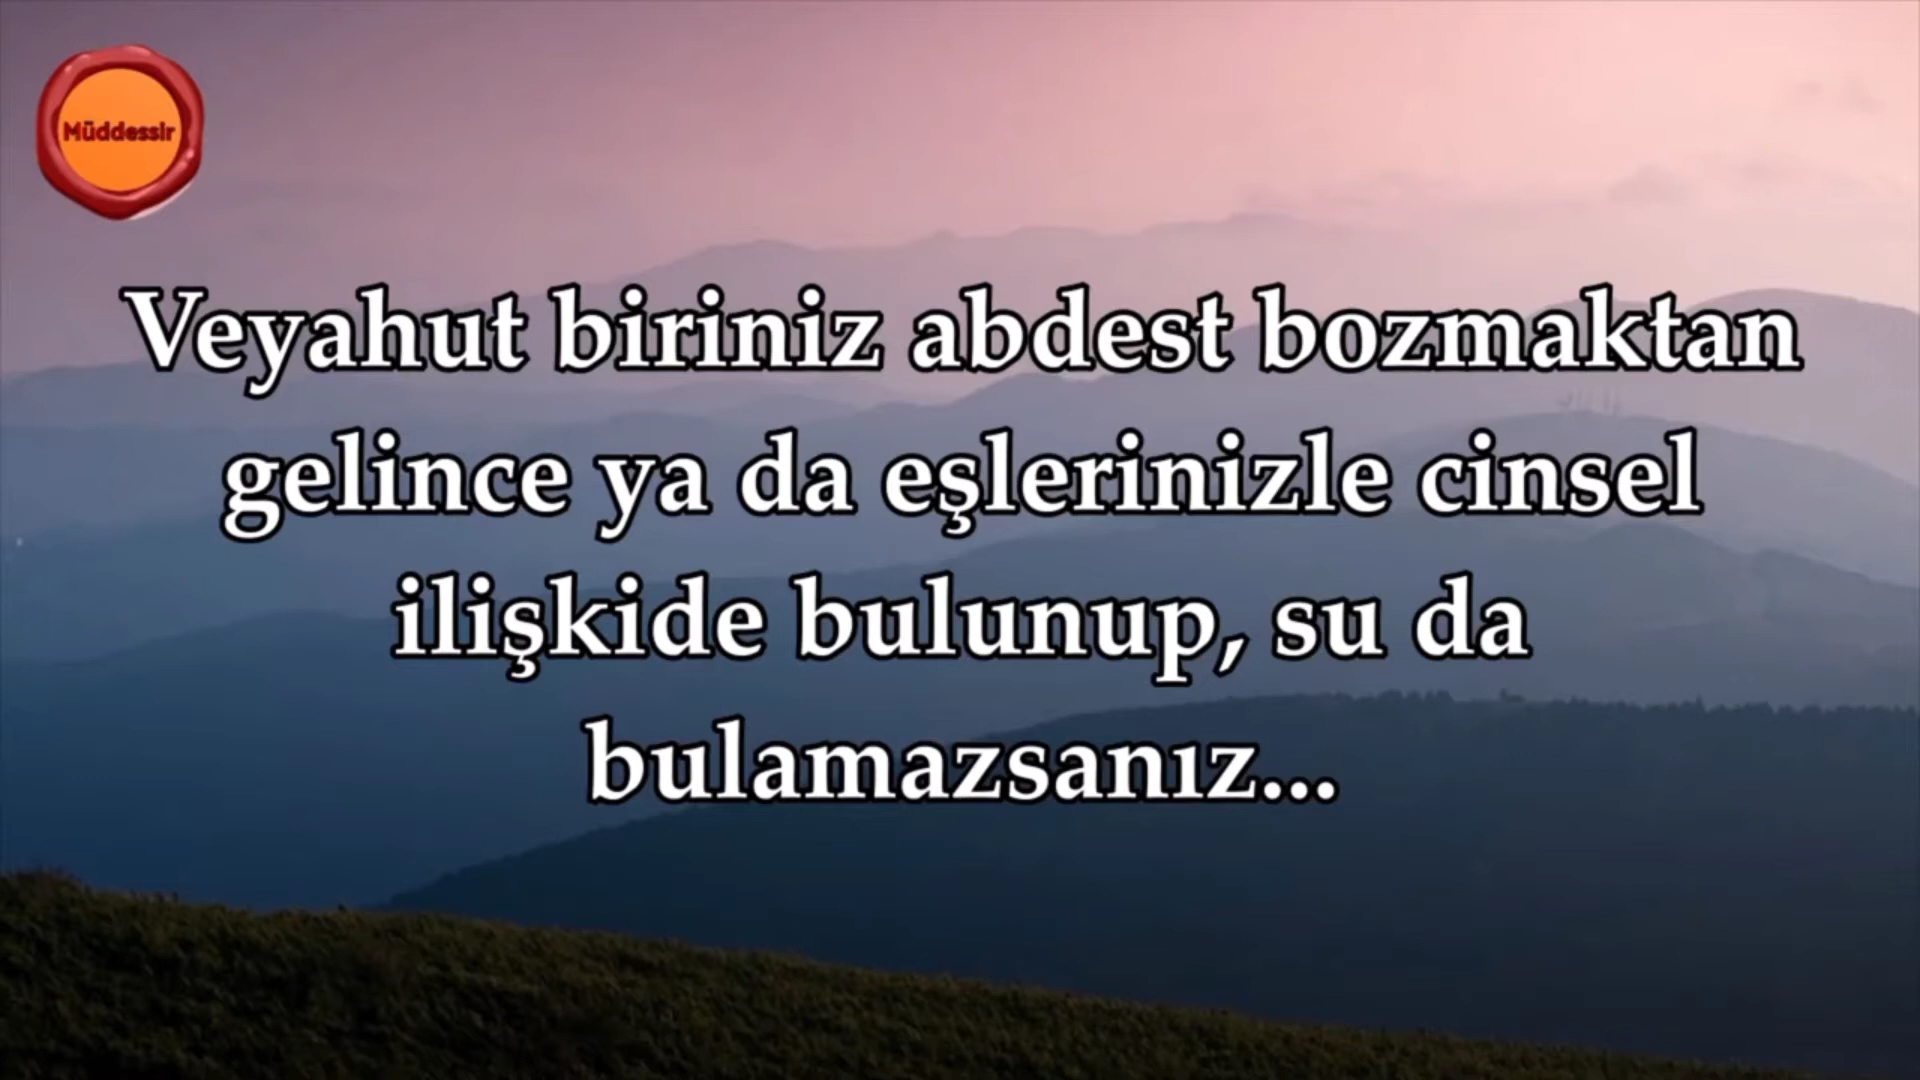 Müddessir
Veyahut biriniz abdest bozmaktan
gelince ya da eşlerinizle cinsel
ilişkide bulunup, su da
bulamazsanız...